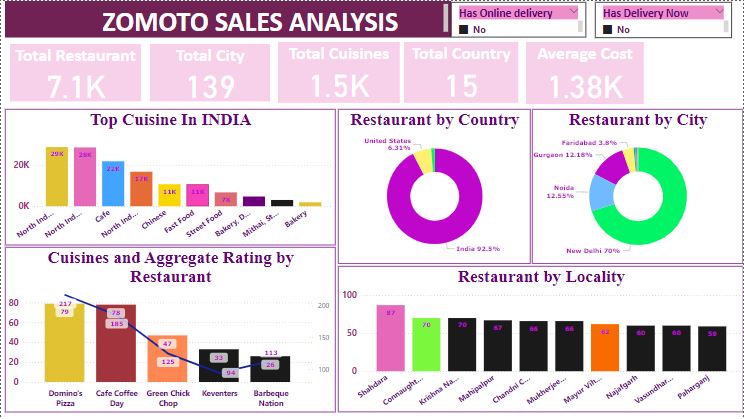 ZOMOTO SALES ANALYSIS
Has Online delivery
No
Has Delivery Now
No
Total Restaurant
7.1K
Total City
139
Total Cuisines
1.5K
Total Country
15
Average Cost
1.38K
Top Cuisine In INDIA
20K
0K
29K
28K
22K
17K
11K
11K
7K
North Ind...
North Ind...
Cafe
North Ind...
Chinese
Fast Food
Street Food
Bakery, D...
Mithai, St...
Bakery
Restaurant by Country
United States
6.31%
India 92.5%
Restaurant by City
Faridabad 3.8%
Gurgaon 12.18%
Noida
12.55%
New Delhi 70%
Cuisines and Aggregate Rating by
Restaurant
80
60
40
20
0
200
150
100
217
79
78
185
47
125
33
94
113
26
Domino's
Pizza
Cafe Coffee
Day
Green Chick
Chop
Keventers
Barbeque
Nation
Restaurant by Locality
100
50
0
87
70
70
67
66
66
62
60
60
59
Shahdara
Connaught...
Krishna Na...
Mahipalpur
Chandni C...
Mukherjee...
Mayur Vih...
Najafgarh
Vasundhar...
Paharganj